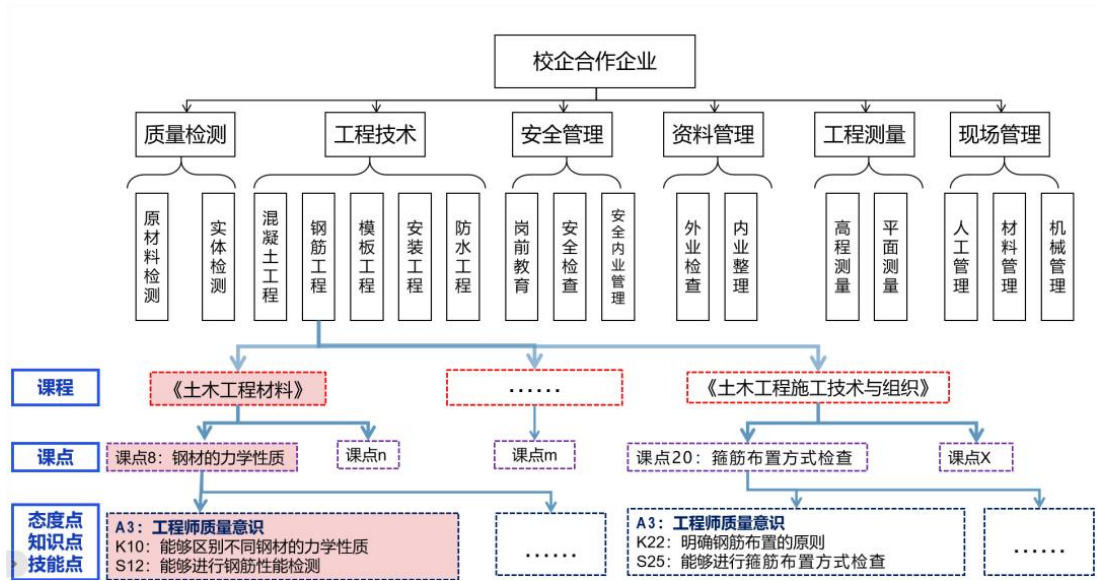 校企合作企业
质量检测
工程技术
安全管理
资料管理
工程测量
现场管理
原材料检测
实体检测
混凝土工程
钢筋工程
模板工程
安装工程
防水工程
岗前教育
安全检查
安全内业管理
外业检查
内业整理
高程测量
平面测量
人工管理
材料管理
机械管理
课程
《土木工程材料》
......
《土木工程施工技术与组织》
课点
课点8：钢材的力学性质
课点n
课点m
课点20：箍筋布置方式检查
课点X
态度点
知识点
技能点
A3：工程师质量意识
K10：能够区别不同钢材的力学性质
S12：能够进行钢筋性能检测
......
A3：工程师质量意识
K22：明确钢筋布置的原则
S25：能够进行箍筋布置方式检查
......